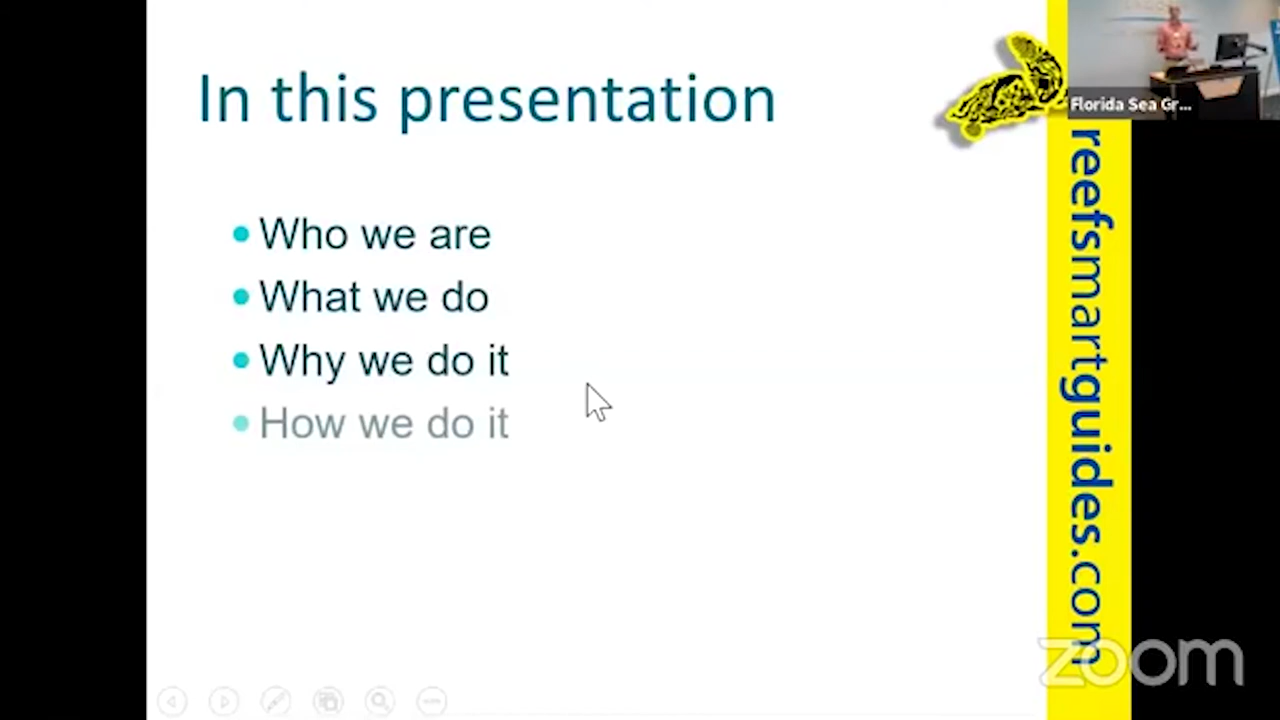 In this presentation
Who we are
What we do
Why we do it
How we do it
reefsmartguides.com
Florida Sea Gr...
zoom